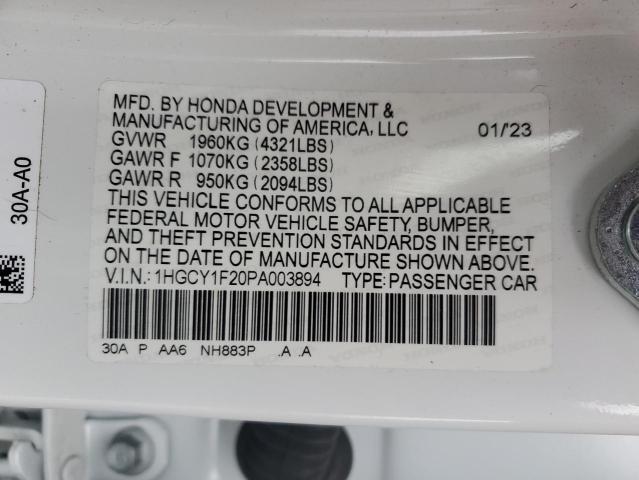 MFD. BY HONDA DEVELOPMENT &
MANUFACTURING OF AMERICA, LLC 01/'23
GVWR 1960KG (4321LBS)
GAWR F 1070KG (2358LBS)
GAWR R 950KG (2094LBS)
THIS VEHICLE CONFORMS TO ALL APPLICABLE
FEDERAL MOTOR VEHICLE SAFETY, BUMPER,
AND THEFT PREVENTION STANDARDS IN EFFECT
ON THE DATE OF MANUFACTURE SHOWN ABOVE.
V.I.N.: 1HGCY1F20PA003894 TYPE: PASSENGER CAR
30A P AA6 NH883P .A .A
30A-A0